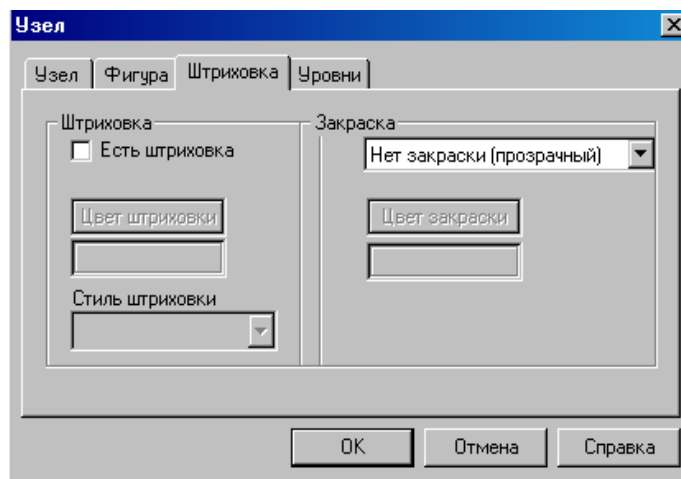 Узел
Узел Фигура Штриховка Уровни
Штриховка Закраска
Есть штриховка Нет закраски (прозрачный)
Цвет штриховки Цвет закраски
Стиль штриховки
OK Отмена Справка